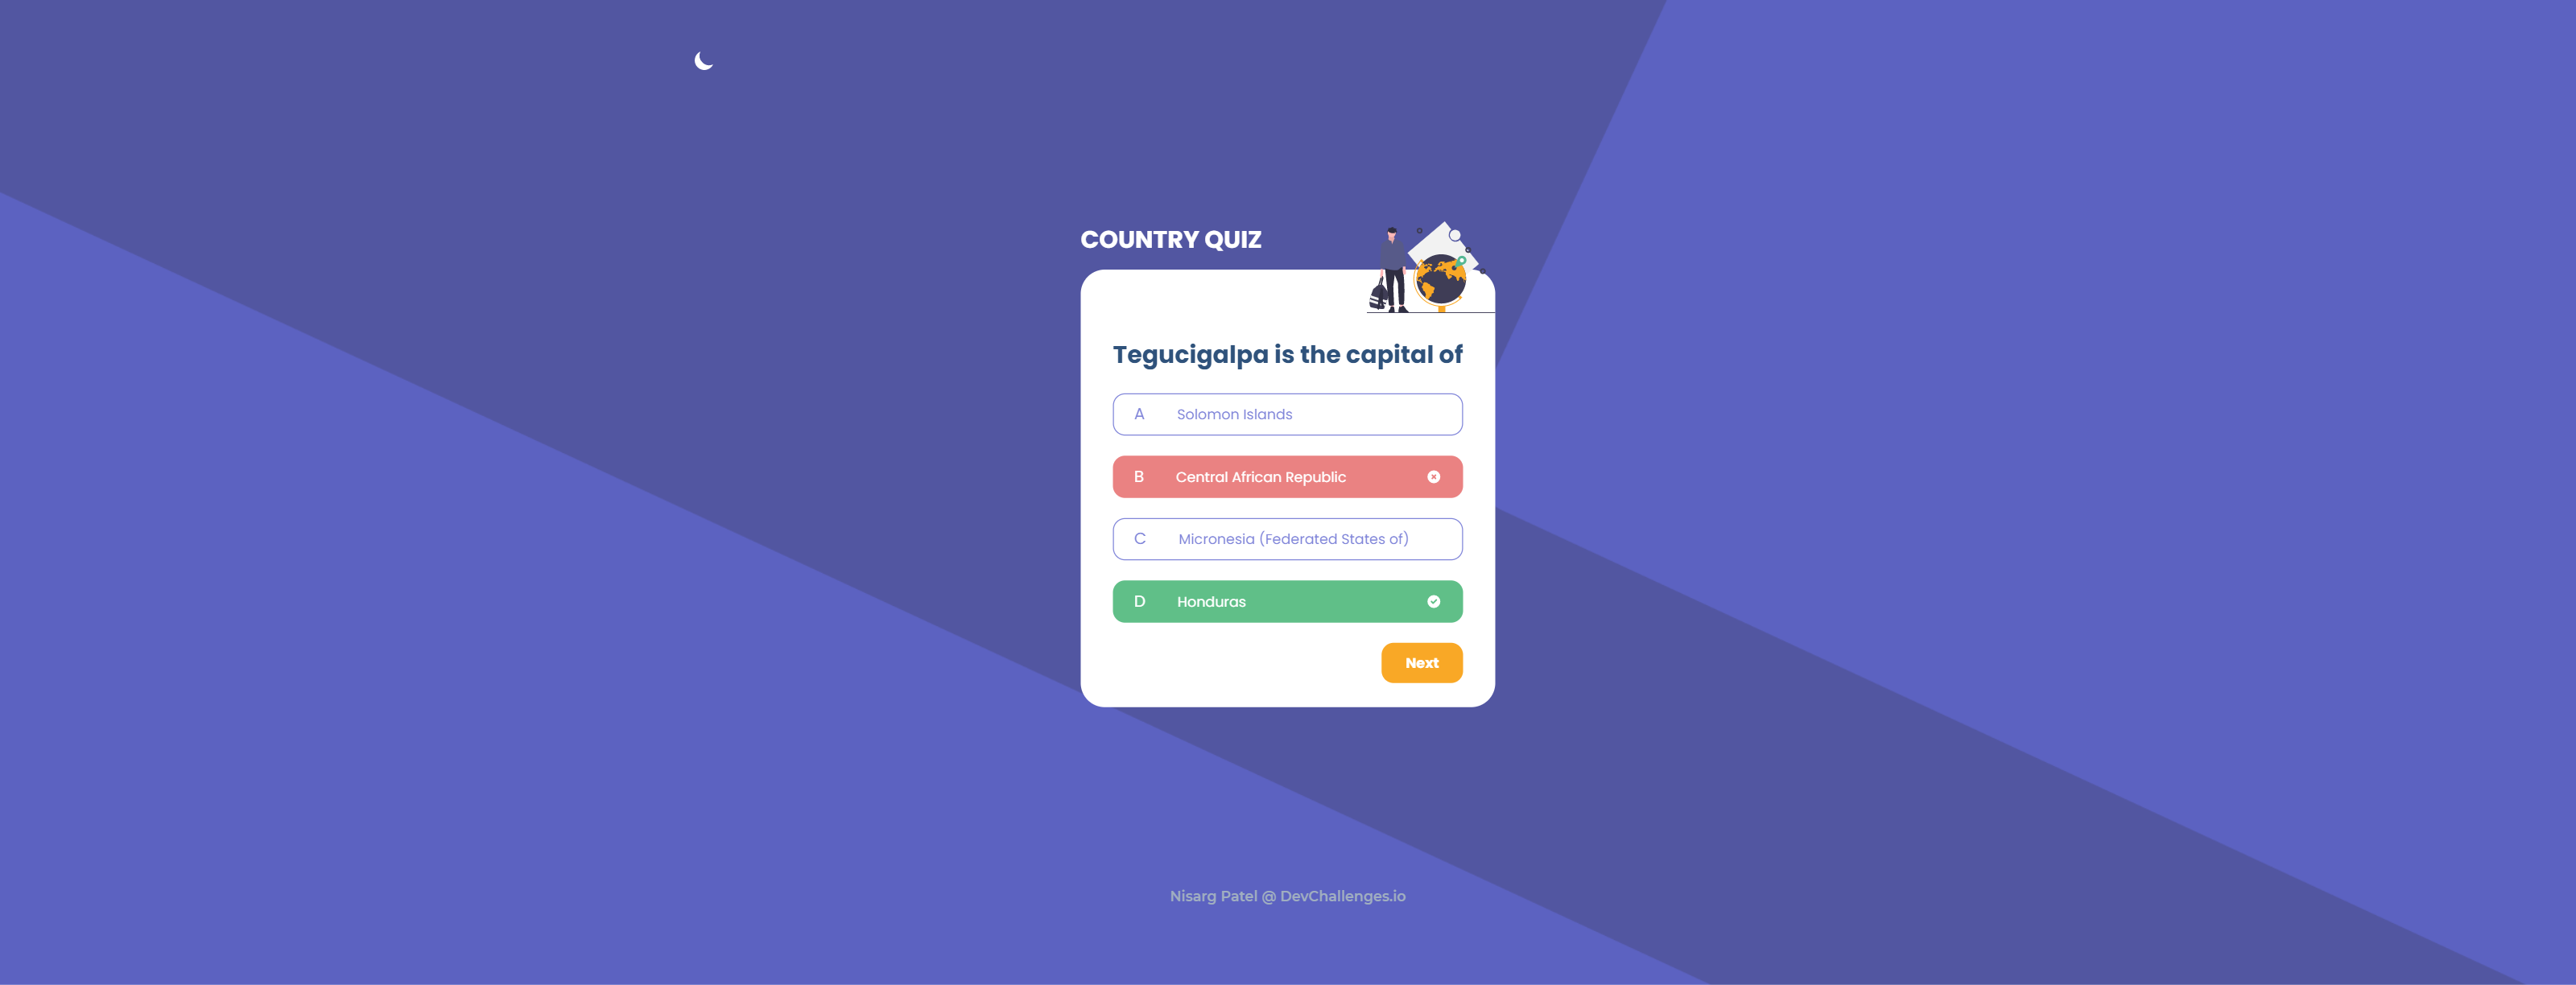 COUNTRY QUIZ
Tegucigalpa is the capital of
A Solomon Islands
B Central African Republic
C Micronesia (Federated States of)
D Honduras
Next
Nisarg Patel @ DevChallenges.io